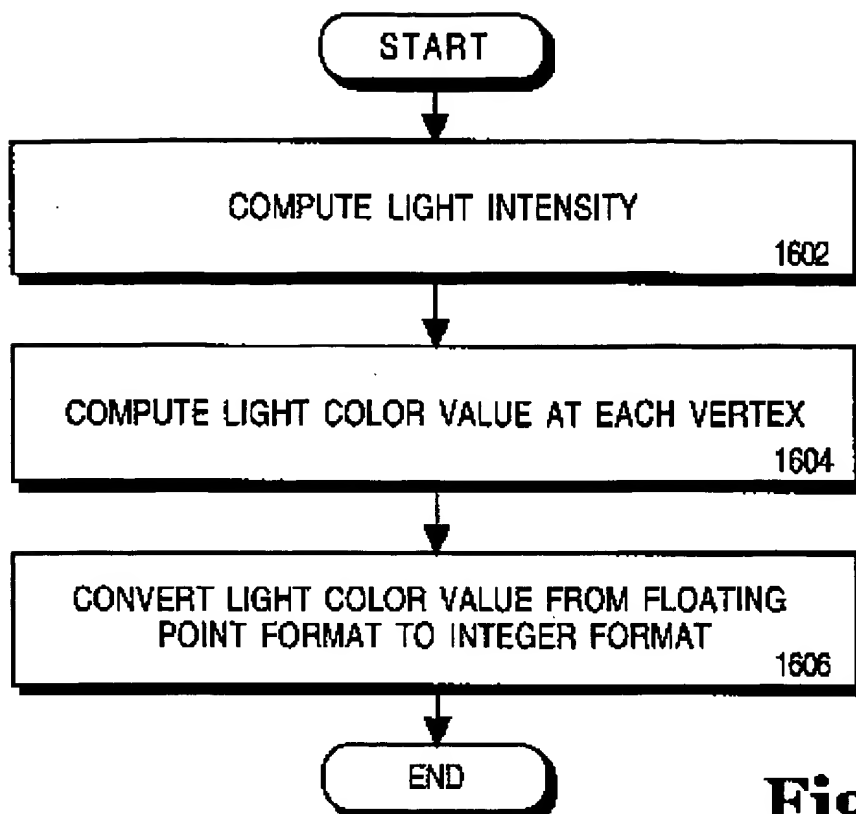 START
COMPUTE LIGHT INTENSITY
1602
COMPUTE LIGHT COLOR VALUE AT EACH VERTEX
1604
CONVERT LIGHT COLOR VALUE FROM FLOATING
POINT FORMAT TO INTEGER FORMAT
1606
END